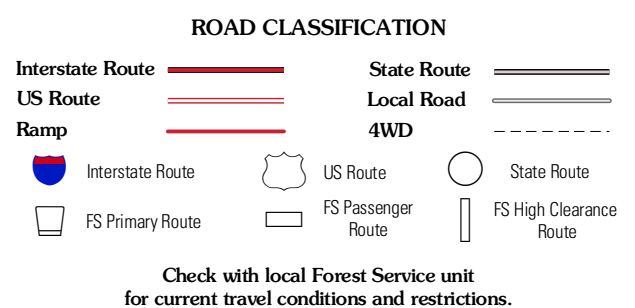 ROAD CLASSIFICATION
Interstate Route
State Route
US Route
Local Road
Ramp
4WD
Interstate Route
US Route
State Route
FS Primary Route
FS Passenger
Route
FS High Clearance
Route
Check with local Forest Service unit
for current travel conditions and restrictions.